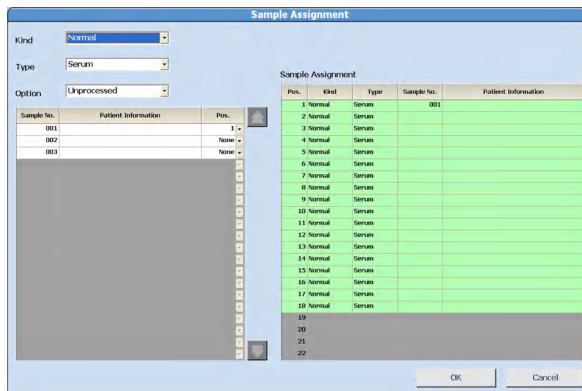 Sample Assignment
Kind Normal
Type Serum
Option Unprocessed
Sample No. Patient Information Pos.
001 1
002 None
003 None
Sample Assignment
Pos. Kind Type Sample No. Patient Information
1 Normal Serum 001
2 Normal Serum
3 Normal Serum
4 Normal Serum
5 Normal Serum
6 Normal Serum
7 Normal Serum
8 Normal Serum
9 Normal Serum
10 Normal Serum
11 Normal Serum
12 Normal Serum
13 Normal Serum
14 Normal Serum
15 Normal Serum
16 Normal Serum
17 Normal Serum
18 Normal Serum
19
20
21
22
OK Cancel